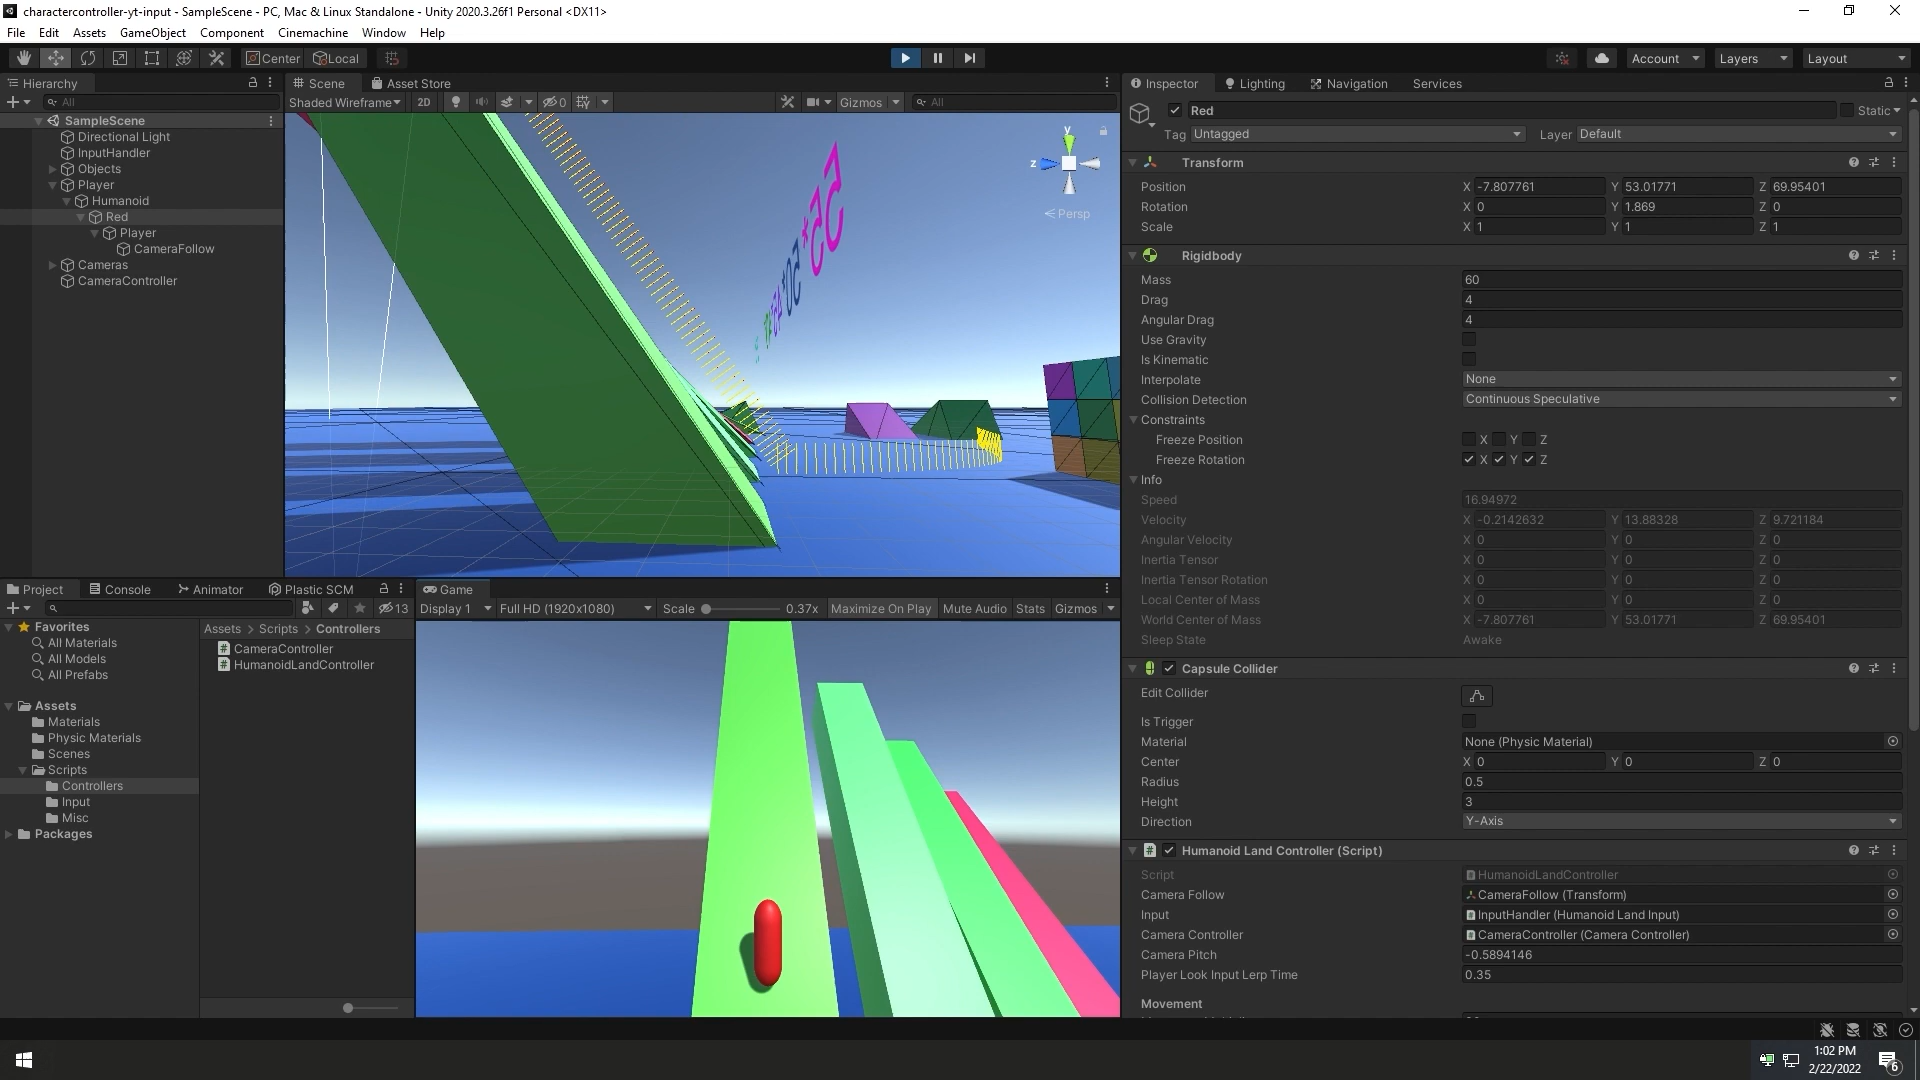 charactercontroller-yt-input - SampleScene - PC, Mac & Linux Standalone - Unity 2020.3.26f1 Personal <DX11>
File Edit Assets GameObject Component Cinemachine Window Help
Center Local Account Layers Layout
Hierarchy
All
SampleScene
Directional Light
InputHandler
Objects
Player
Humanoid
Red
Player
CameraFollow
Cameras
CameraController
Scene Asset Store
Shaded Wireframe 2D 0 Gizmos All
y
z
Persp
55°
50°
45°
Project Console Animator Plastic SCM
13
Favorites
All Materials
All Models
All Prefabs
Assets
Materials
Physic Materials
Scenes
Scripts
Controllers
Input
Misc
Packages
Assets > Scripts > Controllers
CameraController
HumanoidLandController
Game
Display 1 Full HD (1920x1080) Scale 0.37x Maximize On Play Mute Audio Stats Gizmos
Inspector Lighting Navigation Services
Red Static
Tag Untagged Layer Default
Transform
Position X -7.807761 Y 53.01771 Z 69.95401
Rotation X 0 Y 1.869 Z 0
Scale X 1 Y 1 Z 1
Rigidbody
Mass 60
Drag 4
Angular Drag 4
Use Gravity
Is Kinematic
Interpolate None
Collision Detection Continuous Speculative
Constraints
Freeze Position X Y Z
Freeze Rotation X Y Z
Info
Speed 16.94972
Velocity X -0.2142632 Y 13.88328 Z 9.721184
Angular Velocity X 0 Y 0 Z 0
Inertia Tensor X 0 Y 0 Z 0
Inertia Tensor Rotation X 0 Y 0 Z 0
Local Center of Mass X 0 Y 0 Z 0
World Center of Mass X -7.807761 Y 53.01771 Z 69.95401
Sleep State Awake
Capsule Collider
Edit Collider
Is Trigger
Material None (Physic Material)
Center X 0 Y 0 Z 0
Radius 0.5
Height 3
Direction Y-Axis
Humanoid Land Controller (Script)
Script HumanoidLandController
Camera Follow CameraFollow (Transform)
Input InputHandler (Humanoid Land Input)
Camera Controller CameraController (Camera Controller)
Camera Pitch -0.5894146
Player Look Input Lerp Time 0.35
Movement
1:02 PM
2/22/2022
6